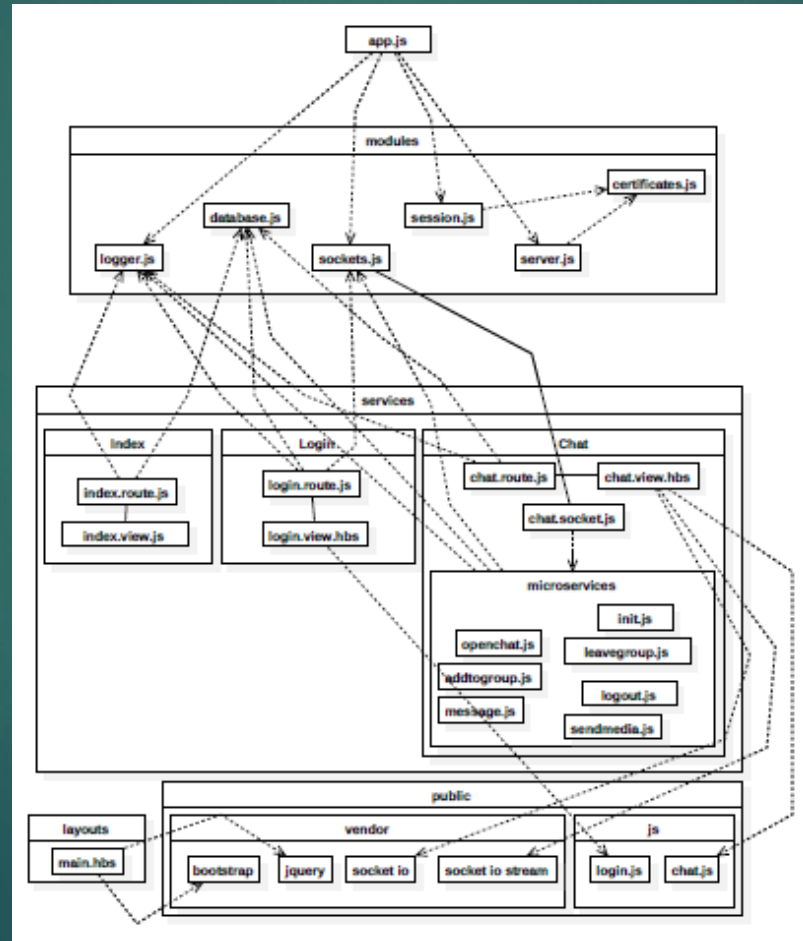 app.js
modules
certificates.js
database.js
session.js
logger.js
sockets.js
server.js
services
Index
Login
Chat
index.route.js
login.route.js
chat.route.js
chat.view.hbs
index.view.js
login.view.hbs
chat.socket.js
microservices
init.js
openchat.js
leavegroup.js
addtogroup.js
logout.js
message.js
sendmedia.js
public
layouts
vendor
js
main.hbs
bootstrap
jquery
socket io
socket io stream
login.js
chat.js